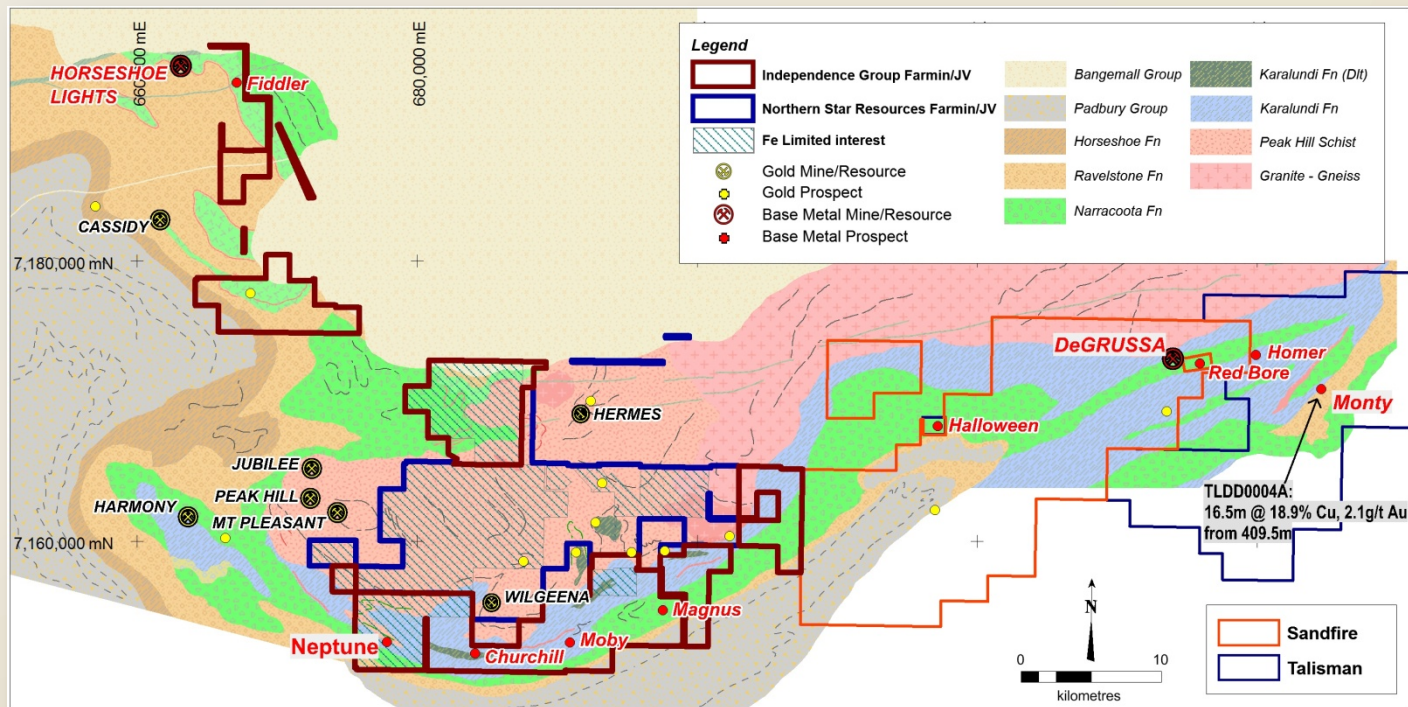 660,000 mE
680,000 mE
HORSESHOE
LIGHTS
Fiddler
CASSIDY
7,180,000 mN
Legend
Independence Group Farmin/JV
Northern Star Resources Farmin/JV
Fe Limited interest
Gold Mine/Resource
Gold Prospect
Base Metal Mine/Resource
Base Metal Prospect
Bangemall Group
Padbury Group
Horseshoe Fn
Ravelstone Fn
Narracoota Fn
Karalundi Fn (Dlt)
Karalundi Fn
Peak Hill Schist
Granite - Gneiss
DeGRUSSA
Homer
Red Bore
Monty
HERMES
Halloween
JUBILEE
PEAK HILL
HARMONY
MT PLEASANT
TLDD0004A:
16.5m @ 18.9% Cu, 2.1g/t Au
from 409.5m
7,160,000 mN
WILGEENA
Magnus
Neptune
Moby
Churchill
N
0 10
kilometres
Sandfire
Talisman